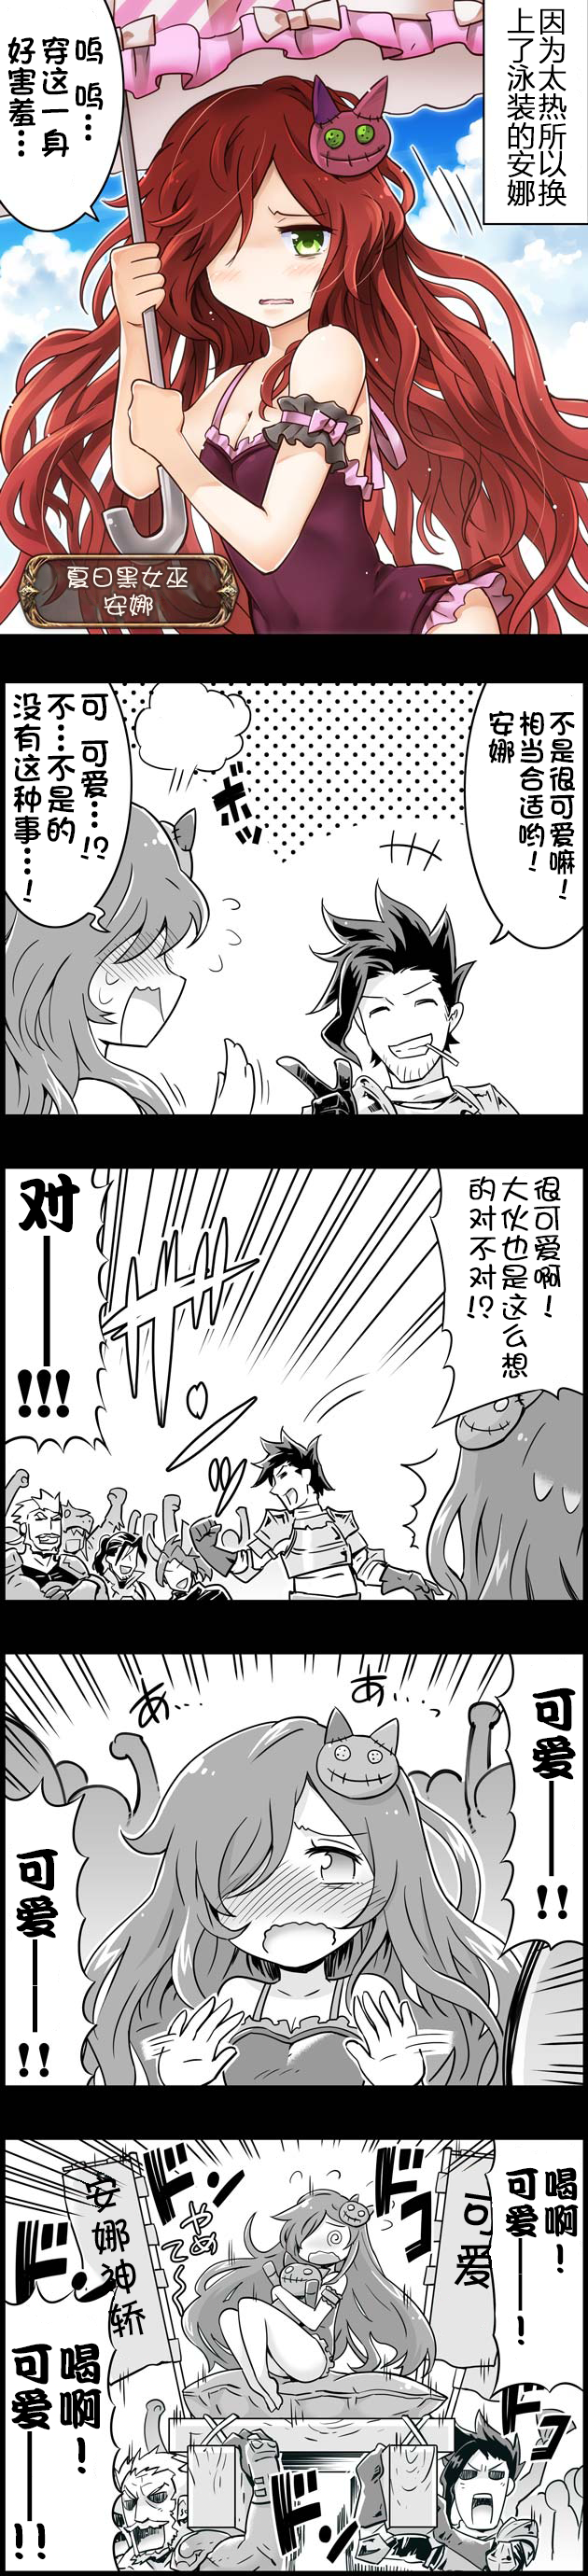 因为太热所以换
上了泳装的安娜
呜 呜…
穿这一身
好害羞…
夏日黑女巫
安娜
不是很可爱嘛！
相当合适哟！
安娜
ボッ
可 可爱…!?
不…不是的
没有这种事…！
很可爱啊！
大伙也是这么想
的对不对!?
对——!!!
あ…
あ…
可爱——!!
可爱——!!
喝啊！
可爱——！
可爱
ドコ
ドン
やめ
て～
安娜神轿
ドン
喝啊！
可爱——!!
ドコ
ドン